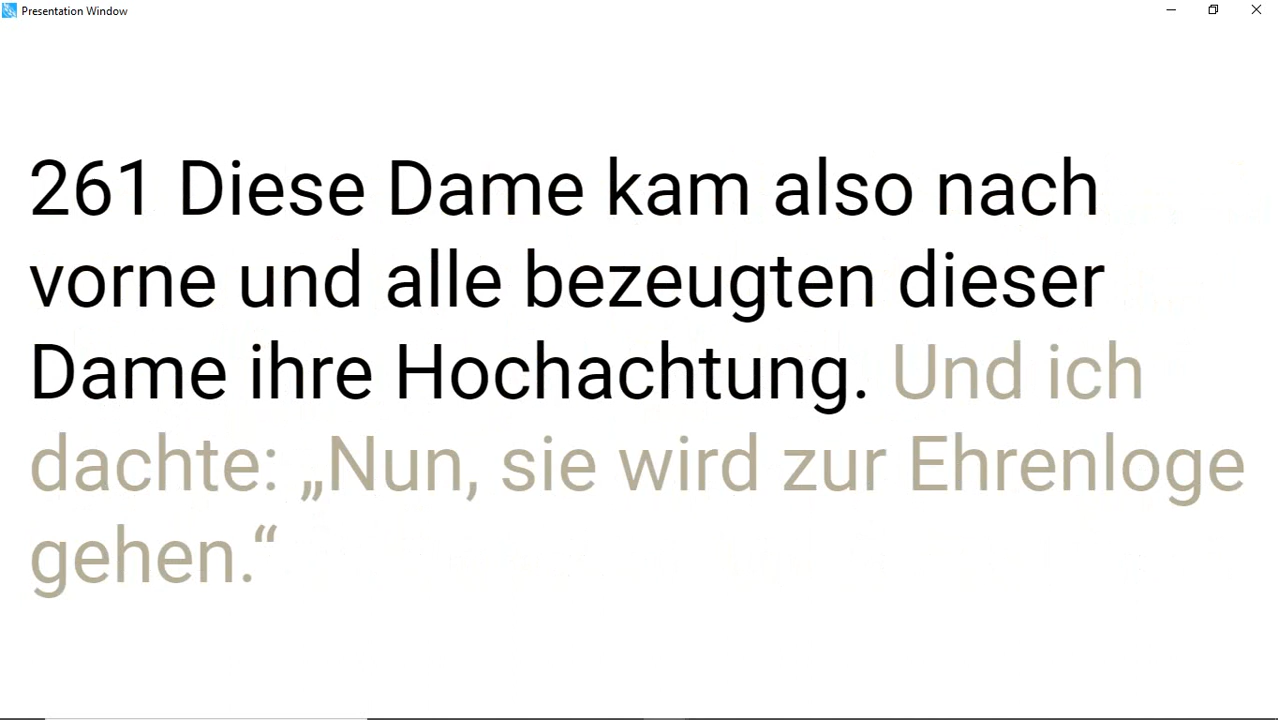 Presentation Window
261 Diese Dame kam also nach
vorne und alle bezeugten dieser
Dame ihre Hochachtung. Und ich
dachte: „Nun, sie wird zur Ehrenloge
gehen.“